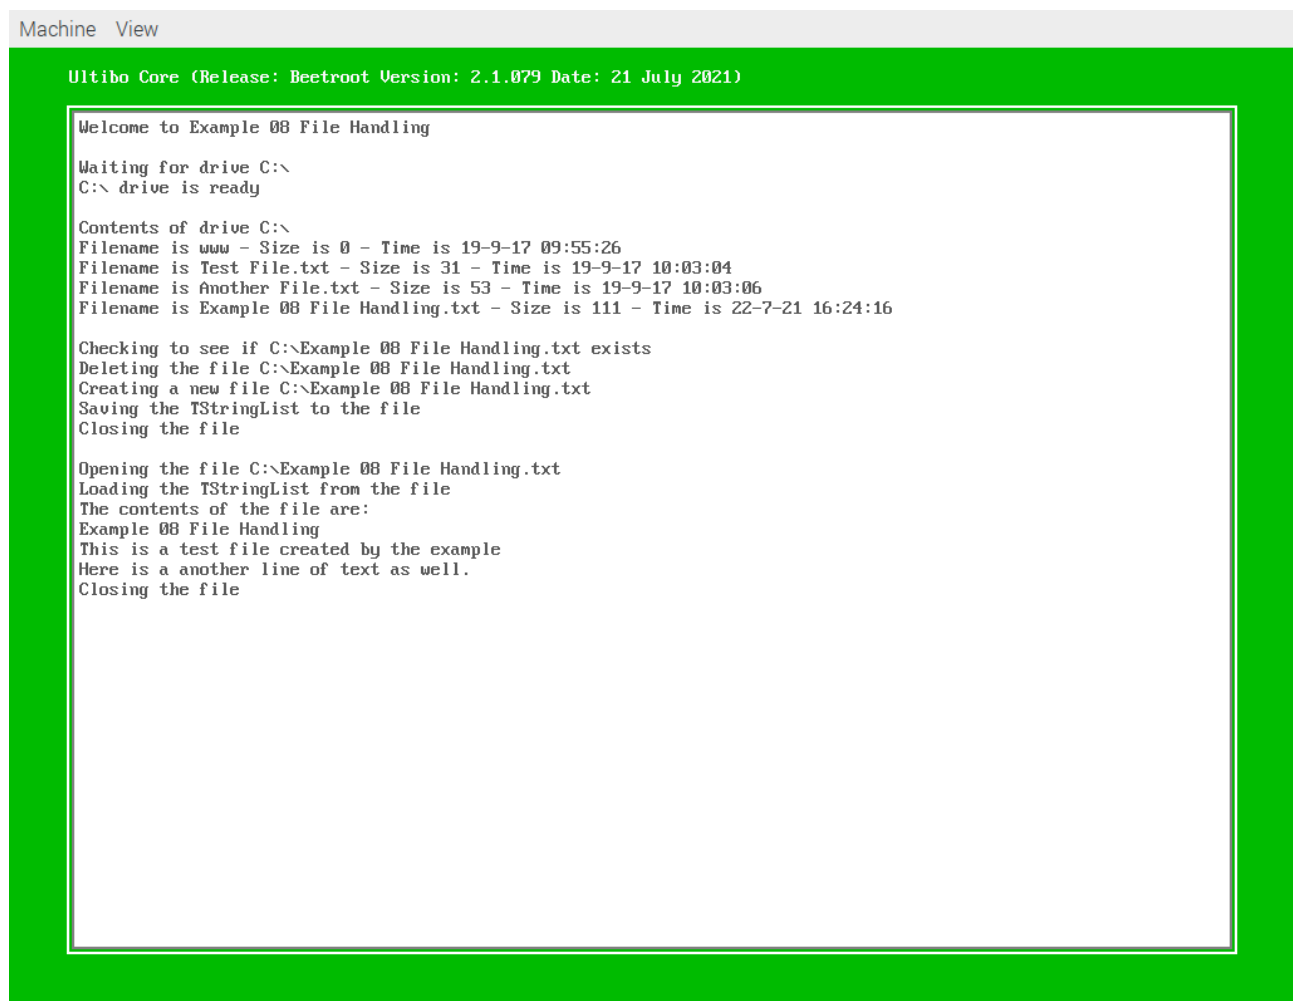 Machine View
Ultibo Core (Release: Beetroot Version: 2.1.079 Date: 21 July 2021)
Welcome to Example 08 File Handling
Waiting for drive C:\
C:\ drive is ready
Contents of drive C:\
Filename is www - Size is 0 - Time is 19-9-17 09:55:26
Filename is Test File.txt - Size is 31 - Time is 19-9-17 10:03:04
Filename is Another File.txt - Size is 53 - Time is 19-9-17 10:03:06
Filename is Example 08 File Handling.txt - Size is 111 - Time is 22-7-21 16:24:16
Checking to see if C:\Example 08 File Handling.txt exists
Deleting the file C:\Example 08 File Handling.txt
Creating a new file C:\Example 08 File Handling.txt
Saving the TStringList to the file
Closing the file
Opening the file C:\Example 08 File Handling.txt
Loading the TStringList from the file
The contents of the file are:
Example 08 File Handling
This is a test file created by the example
Here is a another line of text as well.
Closing the file